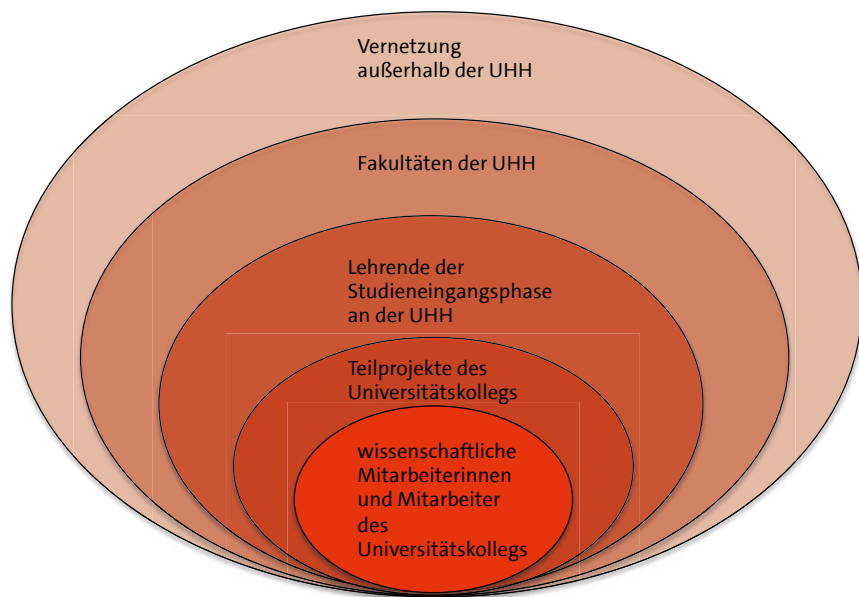 Vernetzung
außerhalb der UHH
Fakultäten der UHH
Lehrende der
Studieneingangsphase
an der UHH
Teilprojekte des
Universitätskollegs
wissenschaftliche
Mitarbeiterinnen
und Mitarbeiter
des
Universitätskollegs